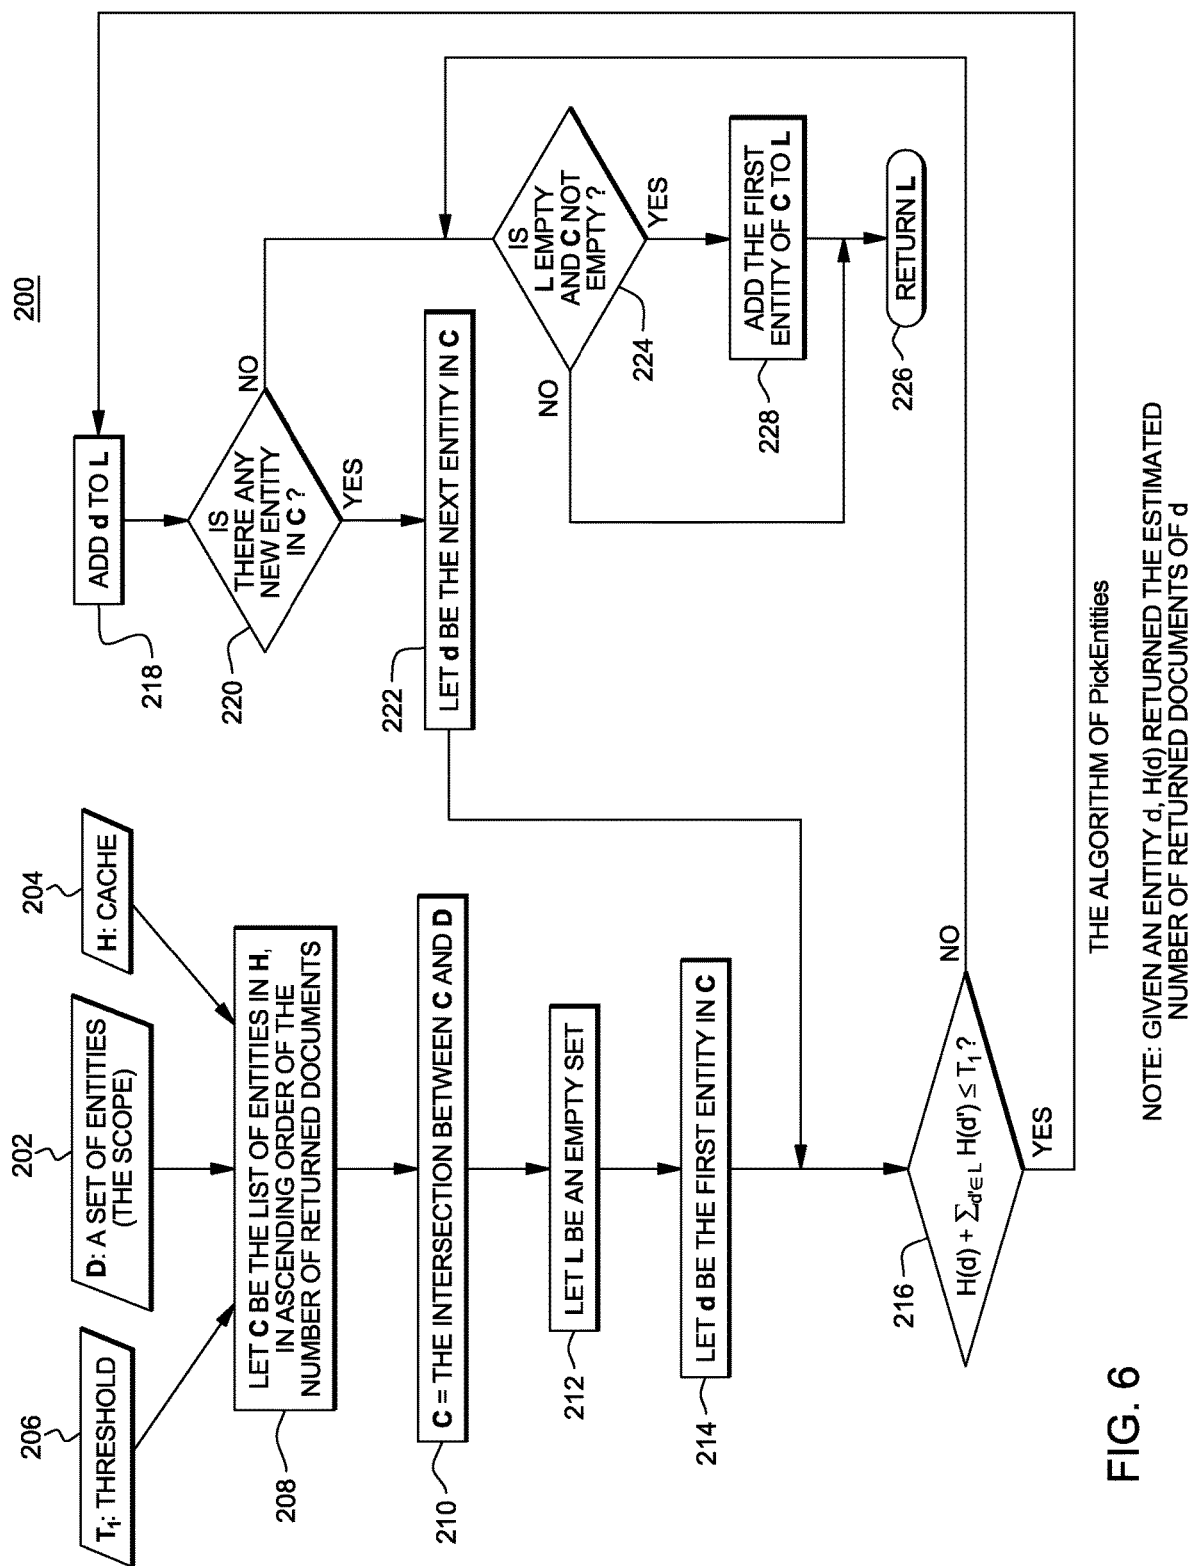 200
206
T1: THRESHOLD
202
D: A SET OF ENTITIES
(THE SCOPE)
204
H: CACHE
LET C BE THE LIST OF ENTITIES IN H,
IN ASCENDING ORDER OF THE
NUMBER OF RETURNED DOCUMENTS
208
C = THE INTERSECTION BETWEEN C AND D
210
LET L BE AN EMPTY SET
212
LET d BE THE FIRST ENTITY IN C
214
H(d) + ∑d'∈L H(d') ≤ T1 ?
216
NO
YES
ADD d TO L
218
IS
THERE ANY
NEW ENTITY
IN C ?
220
NO
YES
222
LET d BE THE NEXT ENTITY IN C
IS
L EMPTY
AND C NOT
EMPTY ?
224
NO
YES
ADD THE FIRST
ENTITY OF C TO L
228
RETURN L
226
THE ALGORITHM OF PickEntities
NOTE: GIVEN AN ENTITY d, H(d) RETURNED THE ESTIMATED
NUMBER OF RETURNED DOCUMENTS OF d
FIG. 6